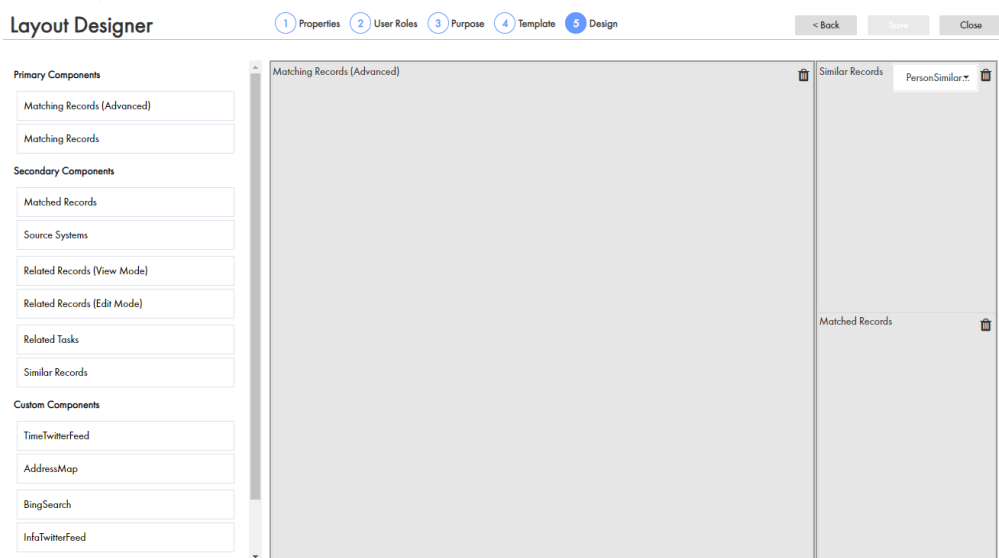 Layout Designer
1 Properties 2 User Roles 3 Purpose 4 Template 5 Design
< Back Save Close
Primary Components
Matching Records (Advanced)
Matching Records
Secondary Components
Matched Records
Source Systems
Related Records (View Mode)
Related Records (Edit Mode)
Related Tasks
Similar Records
Custom Components
TimeTwitterFeed
AddressMap
BingSearch
InfaTwitterFeed
Matching Records (Advanced)
Similar Records PersonSimilar...
Matched Records